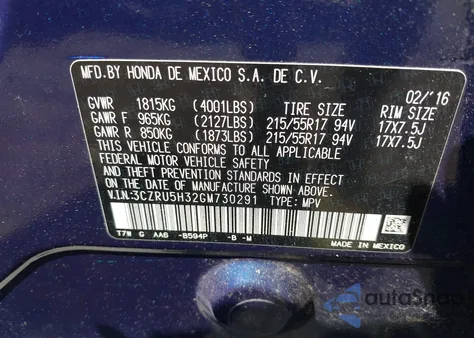 MFD.BY HONDA DE MEXICO S.A. DE C.V.
02/'16
GVWR 1815KG (4001LBS) TIRE SIZE RIM SIZE
GAWR F 965KG (2127LBS) 215/55R17 94V 17X7.5J
GAWR R 850KG (1873LBS) 215/55R17 94V 17X7.5J
THIS VEHICLE CONFORMS TO ALL APPLICABLE
FEDERAL MOTOR VEHICLE SAFETY
AND THEFT PREVENTION STANDARDS IN EFFECT
ON THE DATE OF MANUFACTURE SHOWN ABOVE.
V.I.N:3CZRU5H32GM730291 TYPE: MPV
T7W G AA6 -B594P -B -M
MADE IN MEXICO
autoSnap